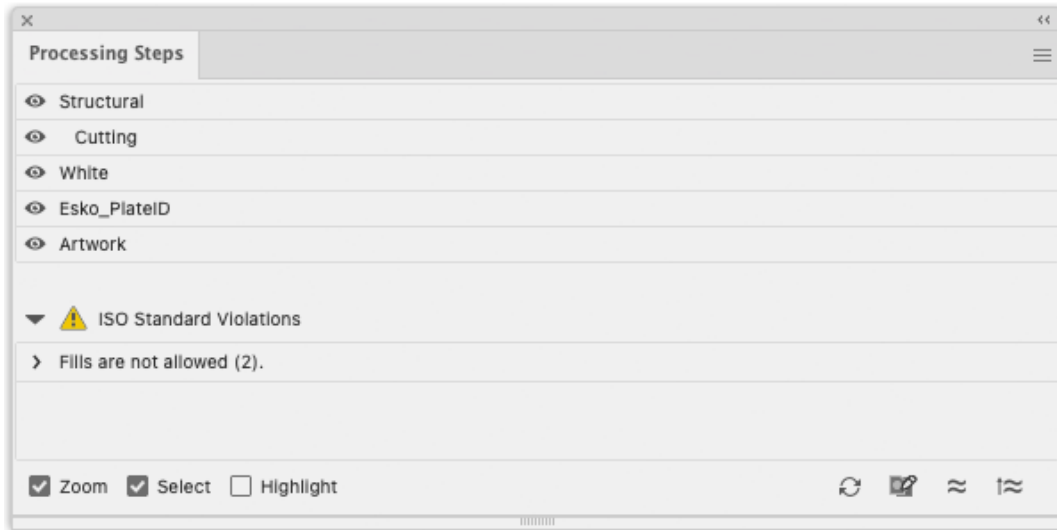 Processing Steps
Structural
Cutting
White
Esko_PlateID
Artwork
ISO Standard Violations
Fills are not allowed (2).
Zoom Select Highlight